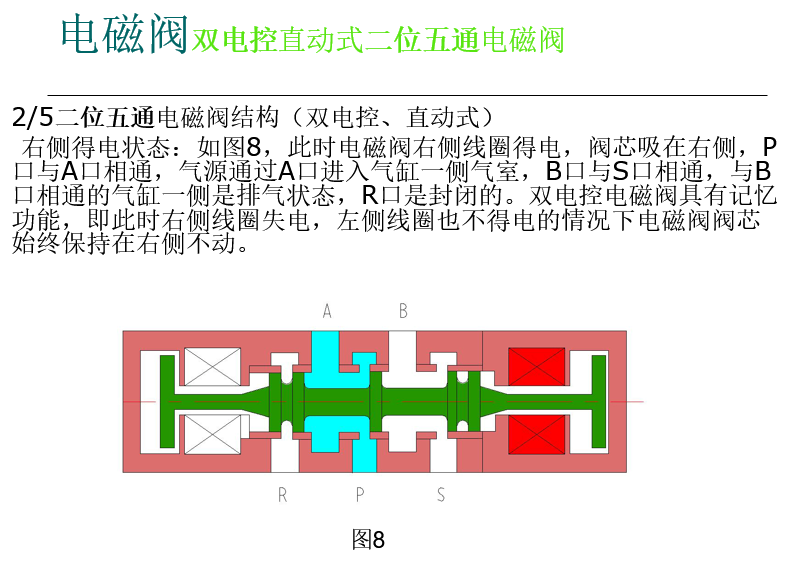 电磁阀双电控直动式二位五通电磁阀
2/5二位五通电磁阀结构（双电控、直动式）
右侧得电状态：如图8，此时电磁阀右侧线圈得电，阀芯吸在右侧，P
口与A口相通，气源通过A口进入气缸一侧气室，B口与S口相通，与B
口相通的气缸一侧是排气状态，R口是封闭的。双电控电磁阀具有记忆
功能，即此时右侧线圈失电，左侧线圈也不得电的情况下电磁阀阀芯
始终保持在右侧不动。
A B
R P S
图8